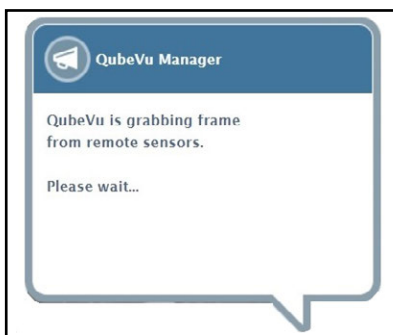 QubeVu Manager
QubeVu is grabbing frame
from remote sensors.
Please wait...